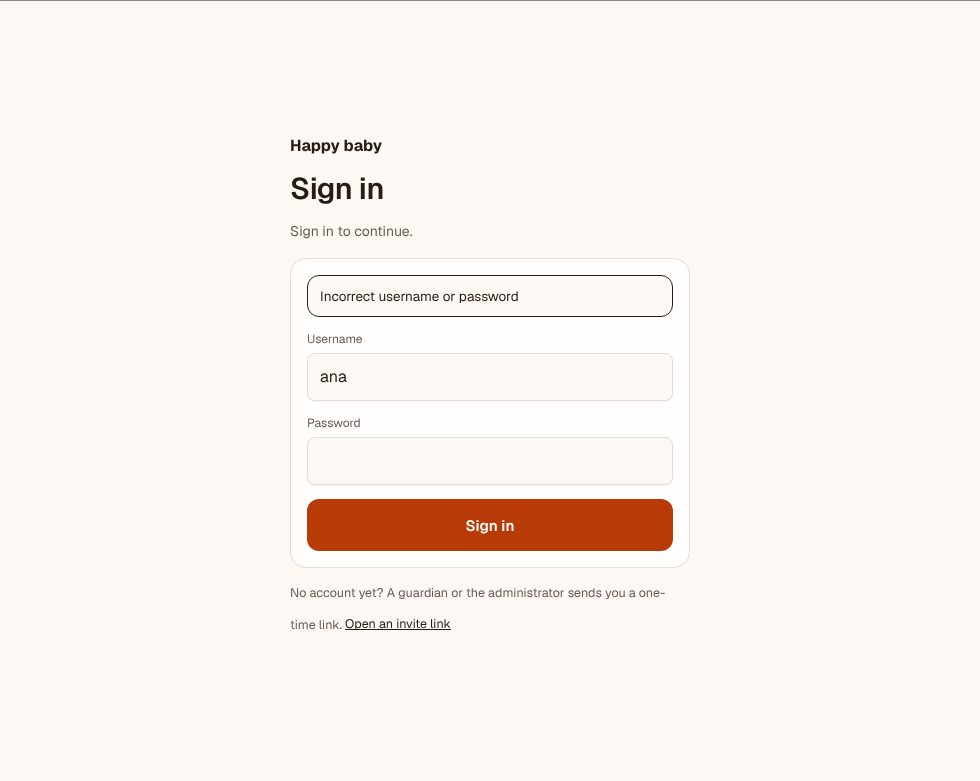 Happy baby
Sign in
Sign in to continue.
Incorrect username or password
Username
ana
Password
Sign in
No account yet? A guardian or the administrator sends you a one-
time link. Open an invite link